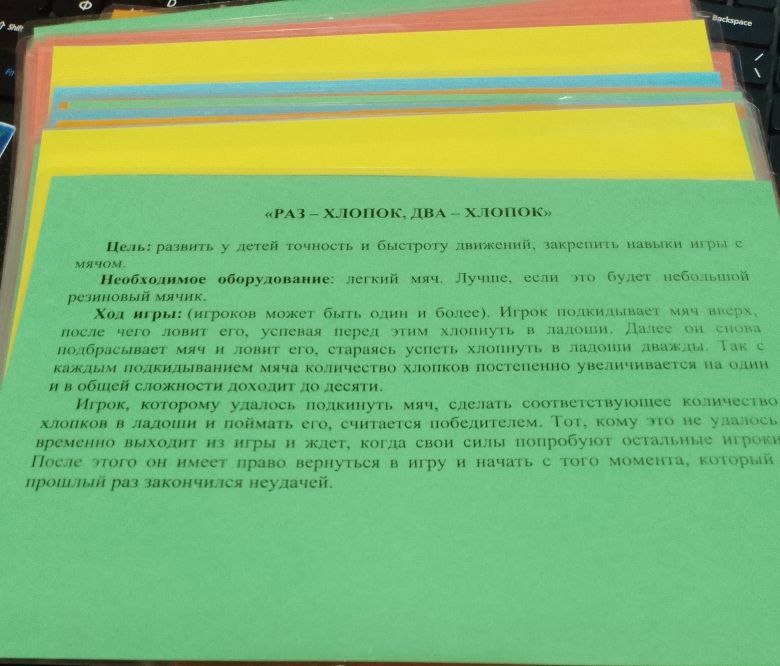 Shift
Backspace
Fn
«РАЗ – ХЛОПОК, ДВА – ХЛОПОК»
Цель: развить у детей точность и быстроту движений, закрепить навыки игры с
мячом.
Необходимое оборудование: легкий мяч. Лучше, если это будет небольшой
резиновый мячик.
Ход игры: (игроков может быть один и более). Игрок подкидывает мяч вверх,
после чего ловит его, успевая перед этим хлопнуть в ладоши. Далее он снова
подбрасывает мяч и ловит его, стараясь успеть хлопнуть в ладоши дважды. Так с
каждым подкидыванием мяча количество хлопков постепенно увеличивается на один
и в общей сложности доходит до десяти.
Игрок, которому удалось подкинуть мяч, сделать соответствующее количество
хлопков в ладоши и поймать его, считается победителем. Тот, кому это не удалось,
временно выходит из игры и ждет, когда свои силы попробуют остальные игроки
После этого он имеет право вернуться в игру и начать с того момента, который
прошлый раз закончился неудачей.